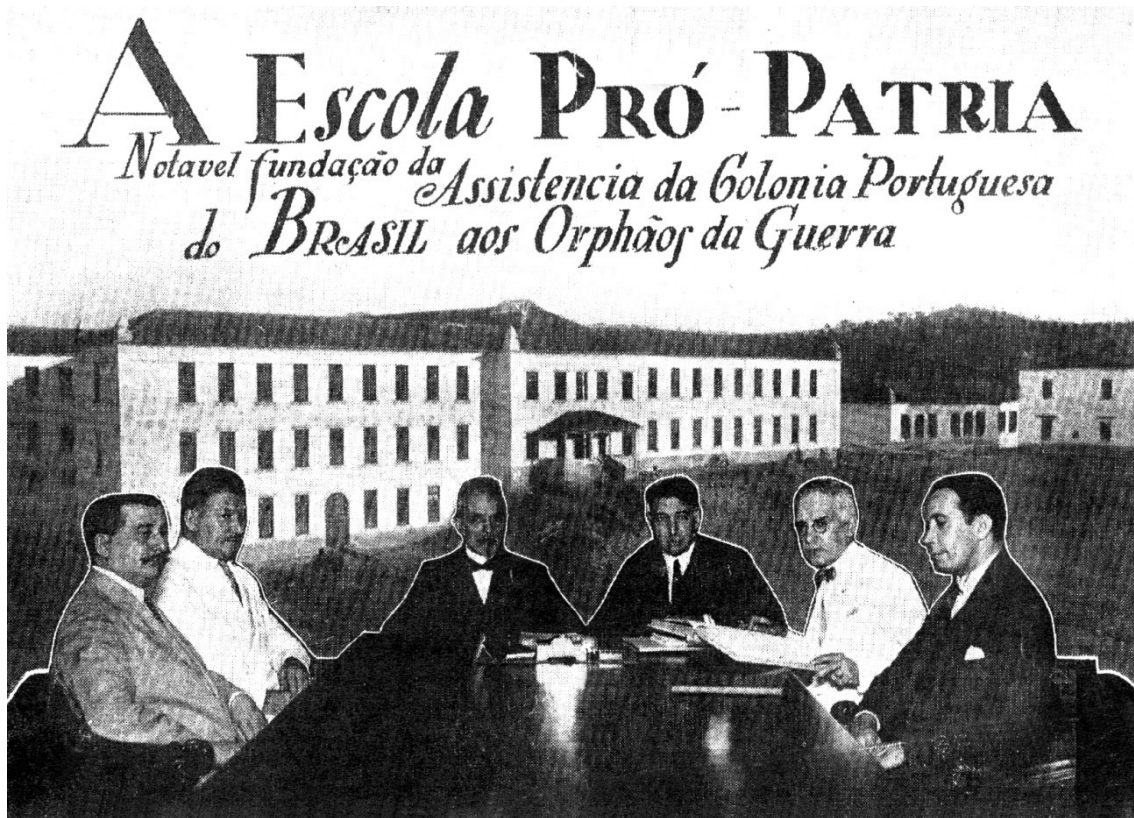 A ESCOLA PRÓ-PATRIA
Notavel fundação da Assistencia da Colonia Portuguesa
do BRASIL aos Orphãos da Guerra